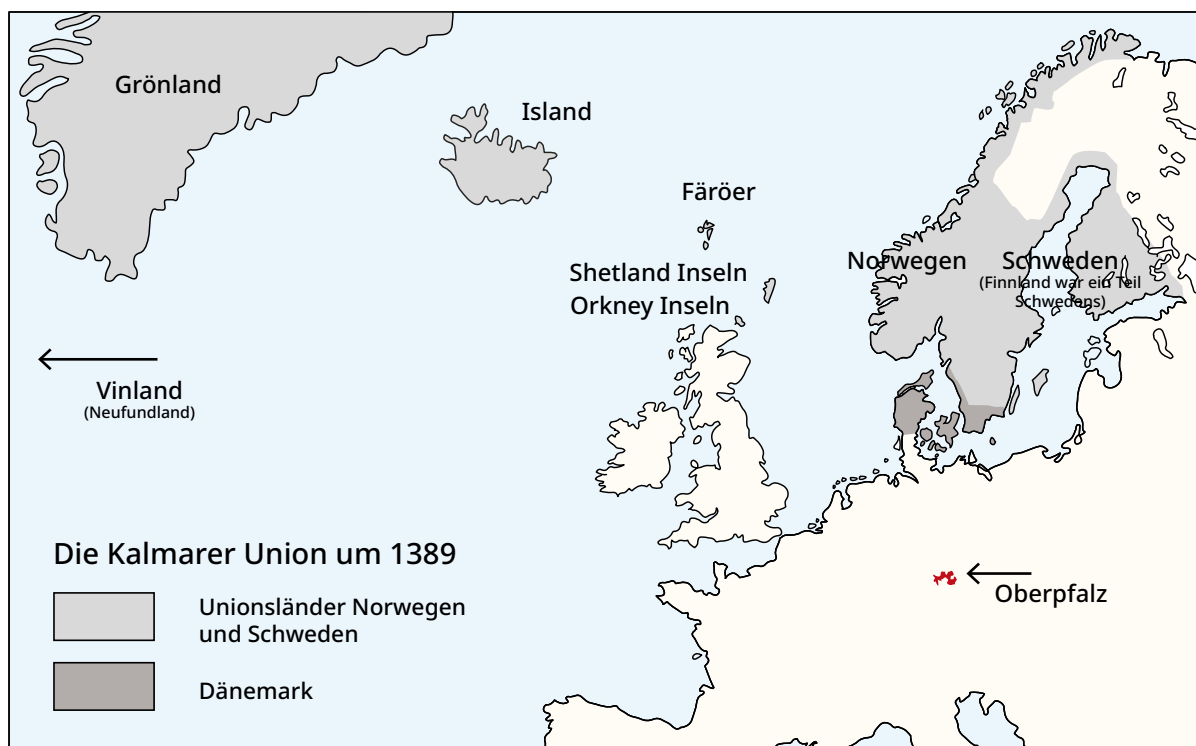 Grönland
Island
Färöer
Shetland Inseln
Orkney Inseln
Norwegen
Schweden
(Finnland war ein Teil
Schwedens)
Vinland
(Neufundland)
Die Kalmarer Union um 1389
Unionsländer Norwegen
und Schweden
Dänemark
Oberpfalz